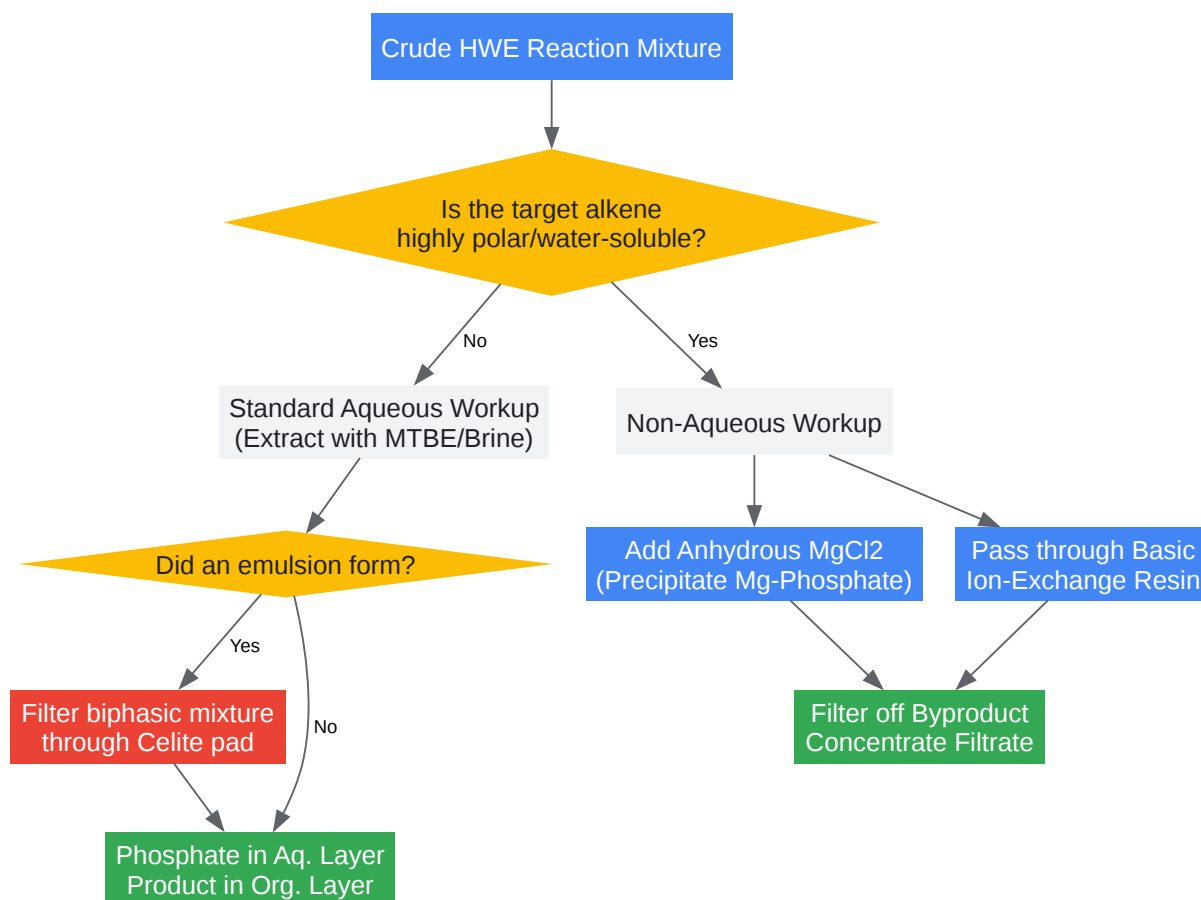 Crude HWE Reaction Mixture
Is the target alkene
highly polar/water-soluble?
No
Yes
Standard Aqueous Workup
(Extract with MTBE/Brine)
Non-Aqueous Workup
Did an emulsion form?
Add Anhydrous MgCl2
(Precipitate Mg-Phosphate)
Pass through Basic
Ion-Exchange Resin
Yes
No
Filter biphasic mixture
through Celite pad
Filter off Byproduct
Concentrate Filtrate
Phosphate in Aq. Layer
Product in Org. Layer